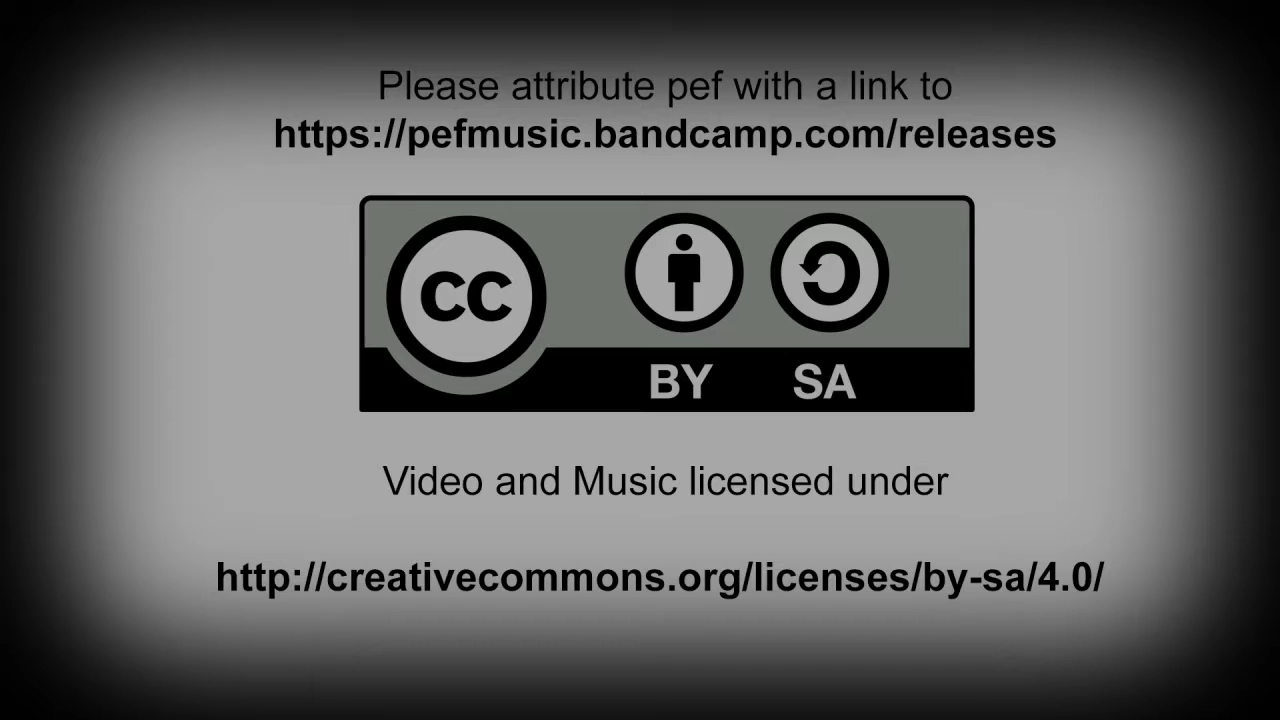 Please attribute pef with a link to
https://pefmusic.bandcamp.com/releases
CC
BY SA
Video and Music licensed under
http://creativecommons.org/licenses/by-sa/4.0/